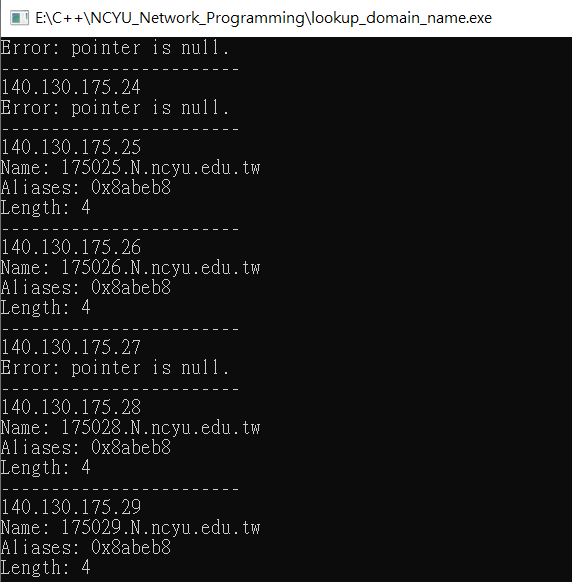 E:\C++\NCYU_Network_Programming\lookup_domain_name.exe
Error: pointer is null.
------------------------
140.130.175.24
Error: pointer is null.
------------------------
140.130.175.25
Name: 175025.N.ncyu.edu.tw
Aliases: 0x8abeb8
Length: 4
------------------------
140.130.175.26
Name: 175026.N.ncyu.edu.tw
Aliases: 0x8abeb8
Length: 4
------------------------
140.130.175.27
Error: pointer is null.
------------------------
140.130.175.28
Name: 175028.N.ncyu.edu.tw
Aliases: 0x8abeb8
Length: 4
------------------------
140.130.175.29
Name: 175029.N.ncyu.edu.tw
Aliases: 0x8abeb8
Length: 4